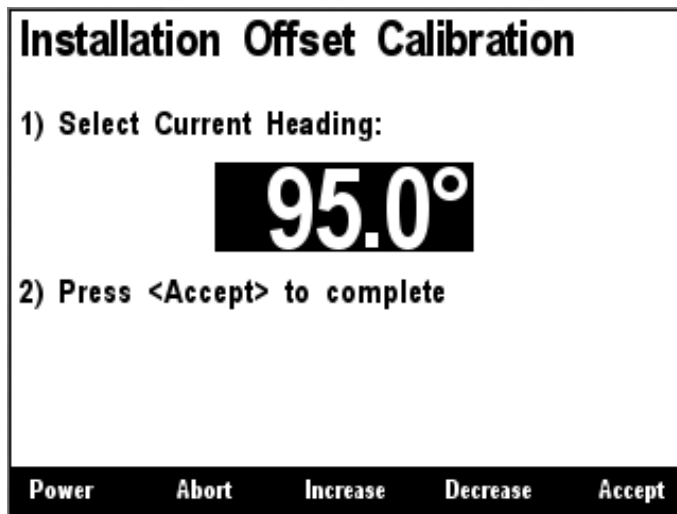 Installation Offset Calibration
1) Select Current Heading:
95.0°
2) Press <Accept> to complete
Power Abort Increase Decrease Accept